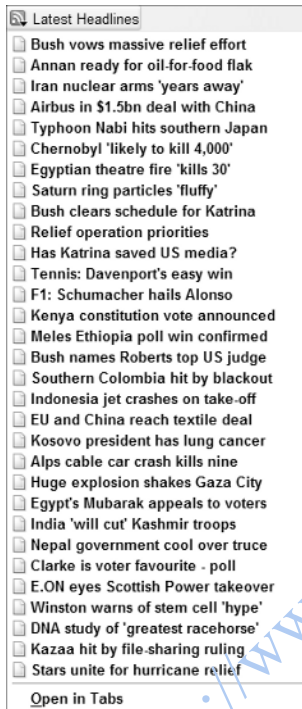 Latest Headlines
Bush vows massive relief effort
Annan ready for oil-for-food flak
Iran nuclear arms 'years away'
Airbus in $1.5bn deal with China
Typhoon Nabi hits southern Japan
Chernobyl 'likely to kill 4,000'
Egyptian theatre fire 'kills 30'
Saturn ring particles 'fluffy'
Bush clears schedule for Katrina
Relief operation priorities
Has Katrina saved US media?
Tennis: Davenport's easy win
F1: Schumacher hails Alonso
Kenya constitution vote announced
Meles Ethiopia poll win confirmed
Bush names Roberts top US judge
Southern Colombia hit by blackout
Indonesia jet crashes on take-off
EU and China reach textile deal
Kosovo president has lung cancer
Alps cable car crash kills nine
Huge explosion shakes Gaza City
Egypt's Mubarak appeals to voters
India 'will cut' Kashmir troops
Nepal government cool over truce
Clarke is voter favourite - poll
E.ON eyes Scottish Power takeover
Winston warns of stem cell 'hype'
DNA study of 'greatest racehorse'
Kazaa hit by file-sharing ruling
Stars unite for hurricane relief
Open in Tabs